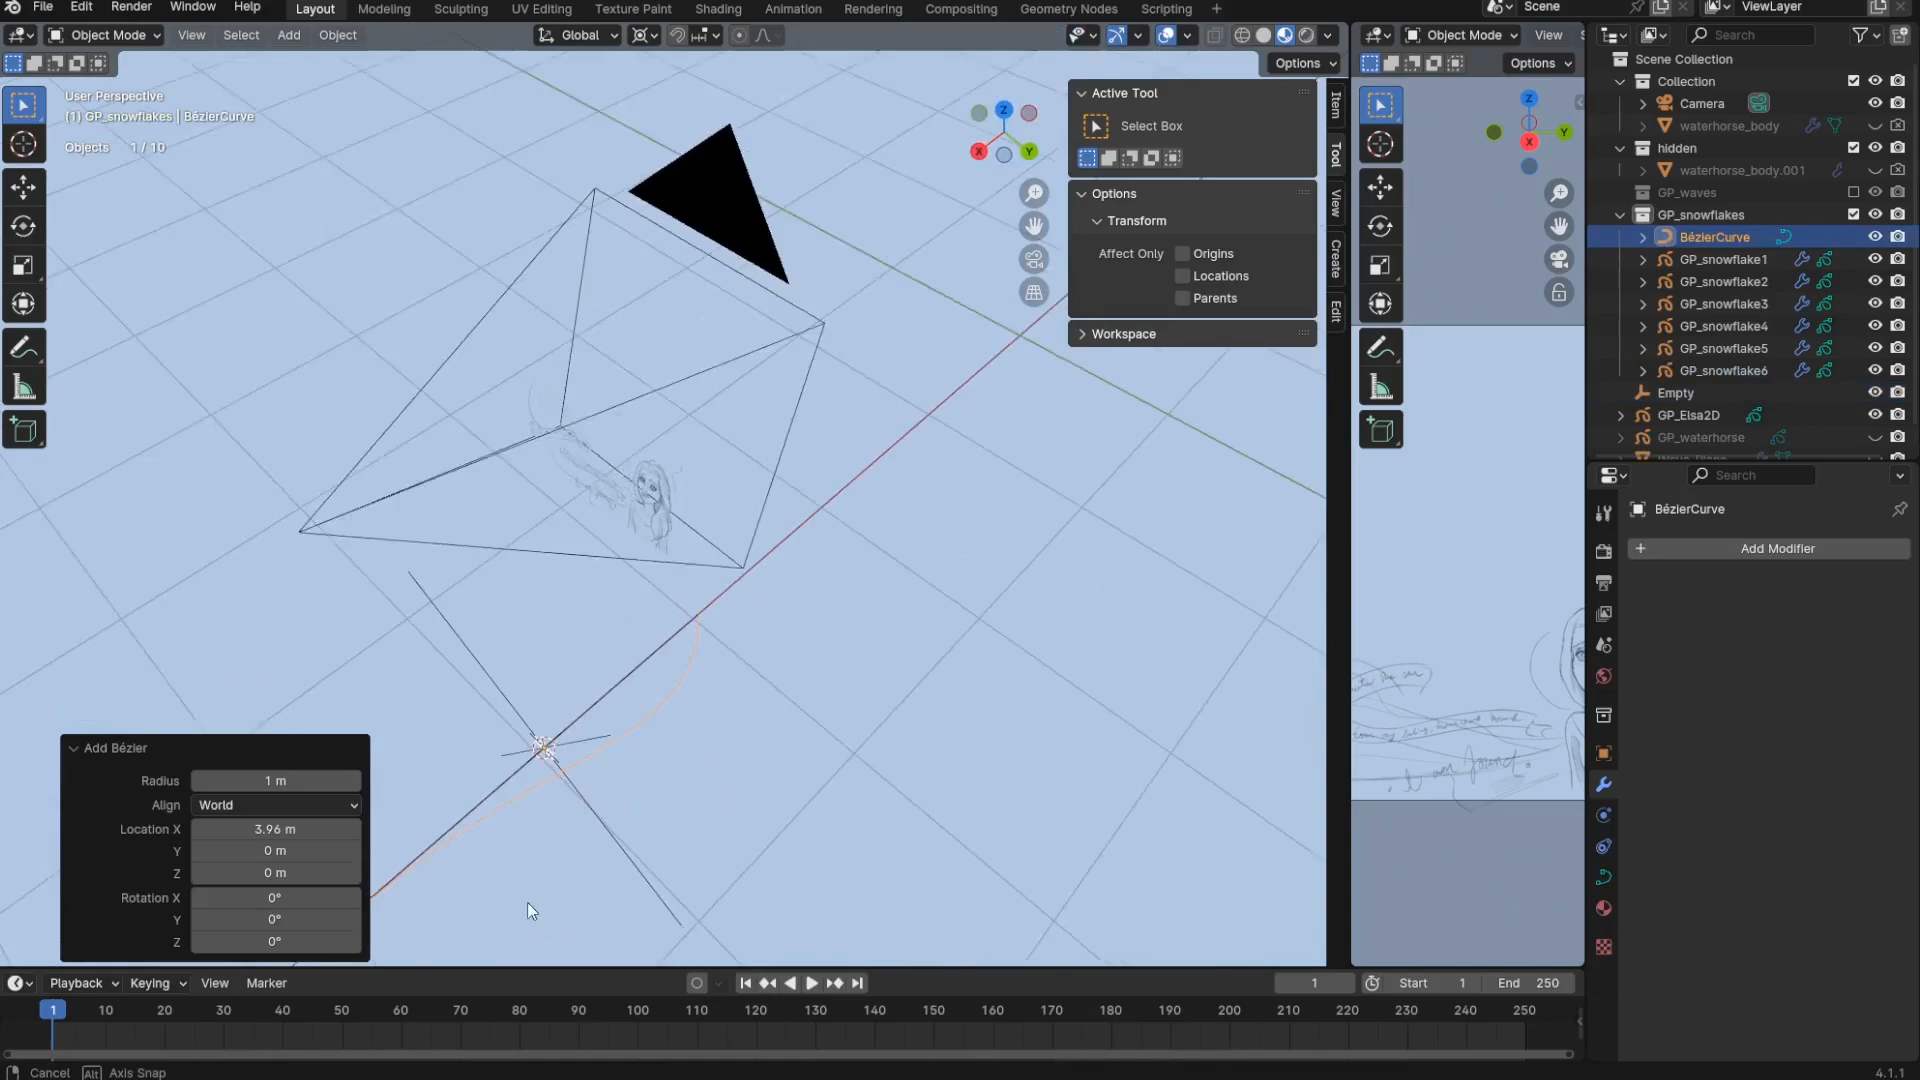 File Edit Render Window Help Layout Modeling Sculpting UV Editing Texture Paint Shading Animation Rendering Compositing Geometry Nodes Scripting + Scene ViewLayer
Object Mode View Select Add Object Global Object Mode View Search
Options Options
User Perspective
(1) GP_snowflakes | BézierCurve
Objects 1 / 10
X Y Z
X Y Z
Active Tool
Select Box
Options
Transform
Affect Only Origins
Locations
Parents
Workspace
Item
Tool
View
Create
Edit
Scene Collection
Collection
Camera
waterhorse_body
hidden
waterhorse_body.001
GP_waves
GP_snowflakes
BézierCurve
GP_snowflake1
GP_snowflake2
GP_snowflake3
GP_snowflake4
GP_snowflake5
GP_snowflake6
Empty
GP_Elsa2D
GP_waterhorse
Search
BézierCurve
Add Modifier
found.
Add Bézier
Radius 1 m
Align World
Location X 3.96 m
Y 0 m
Z 0 m
Rotation X 0°
Y 0°
Z 0°
Playback Keying View Marker 1 Start 1 End 250
1 10 20 30 40 50 60 70 80 90 100 110 120 130 140 150 160 170 180 190 200 210 220 230 240 250
Cancel Alt Axis Snap 4.1.1